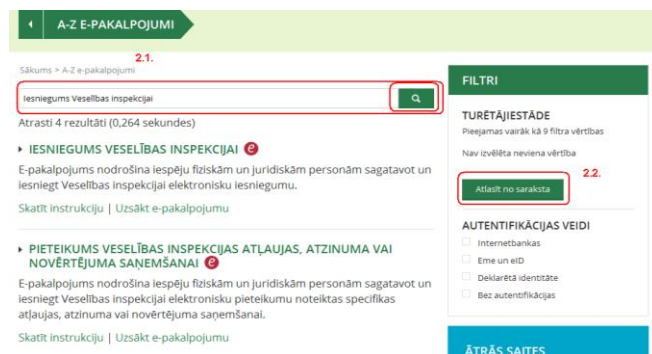 A-Z E-PAKALPOJUMI
2.1.
Sākums > A-Z e-pakalpojumi
Iesniegums Veselības inspekcijai
Atrasti 4 rezultāti (0,264 sekundes)
IESNIEGUMS VESELĪBAS INSPEKCIJAI e
E-pakalpojums nodrošina iespēju fiziskām un juridiskām personām sagatavot un
iesniegt Veselības inspekcijai elektronisku iesniegumu.
Skatīt instrukciju | Uzsākt e-pakalpojumu
PIETEIKUMS VESELĪBAS INSPEKCIJAS ATĻAUJAS, ATZINUMA VAI
NOVĒRTĒJUMA SAŅEMŠANAI e
E-pakalpojums nodrošina iespēju fiziskām un juridiskām personām sagatavot un
iesniegt Veselības inspekcijai elektronisku pieteikumu noteiktas specifikas
atļaujas, atzinuma vai novērtējuma saņemšanai.
Skatīt instrukciju | Uzsākt e-pakalpojumu
FILTRI
TURĒTĀJIESTĀDE
Pieejamas vairāk kā 9 filtra vērtības
Nav izvēlēta neviena vērtība
2.2.
Atlasīt no saraksta
AUTENTIFIKĀCIJAS VEIDI
Internetbankas
Eme un eID
Deklarētā identitāte
Bez autentifikācijas
ĀTRĀS SAITES